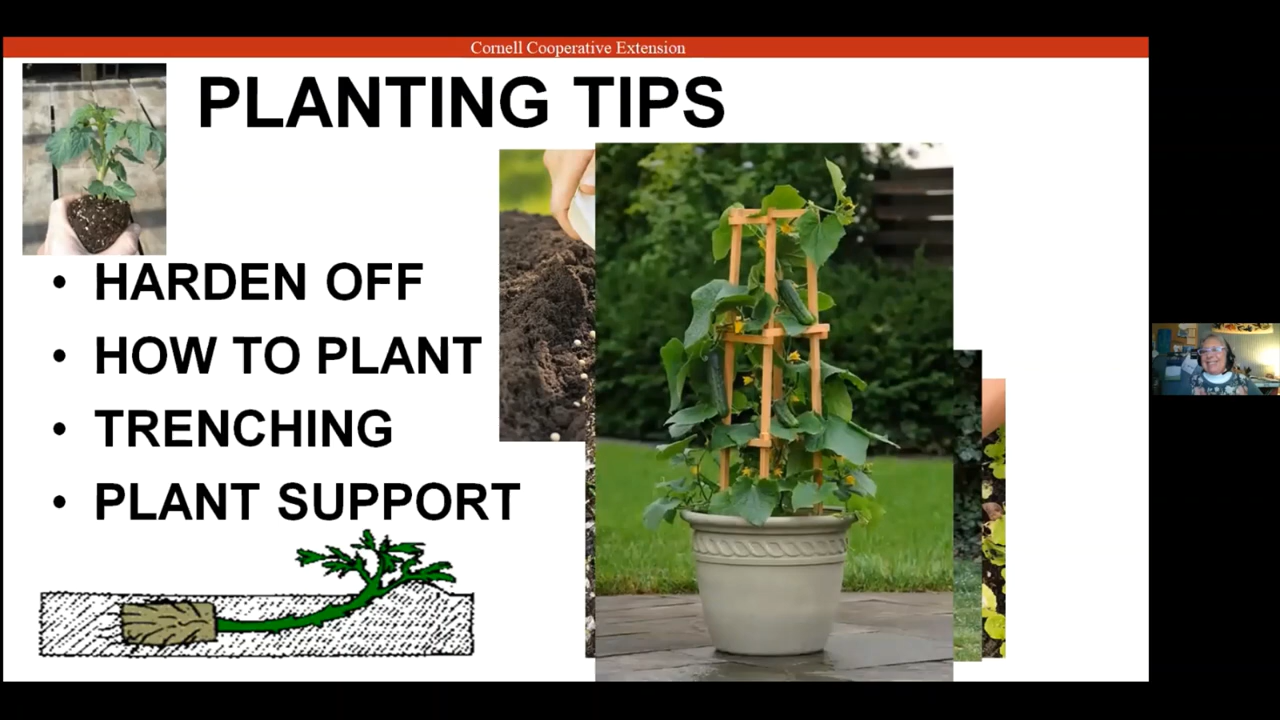 Cornell Cooperative Extension
PLANTING TIPS
• HARDEN OFF
• HOW TO PLANT
• TRENCHING
• PLANT SUPPORT